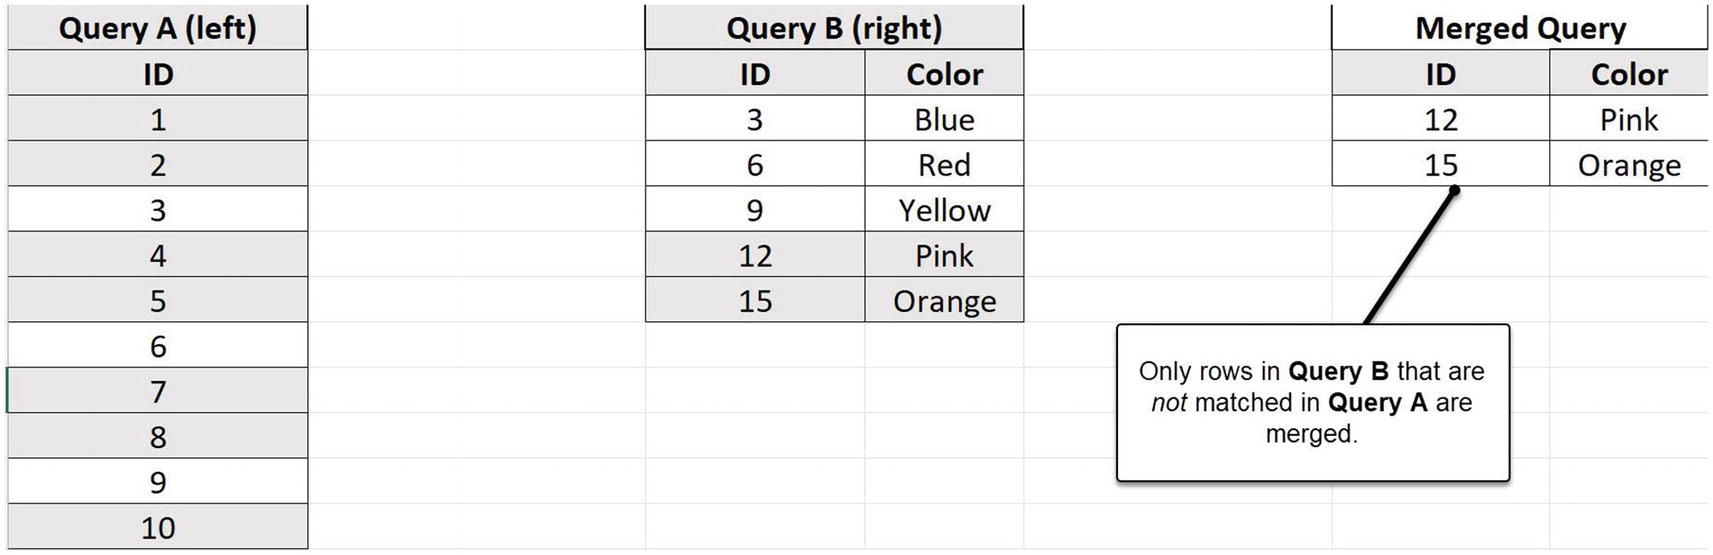 Query A (left) Query B (right) Merged Query
ID ID Color ID Color
1 3 Blue 12 Pink
2 6 Red 15 Orange
3 9 Yellow
4 12 Pink
5 15 Orange
6
7
8
9
10
Only rows in Query B that are
not matched in Query A are
merged.